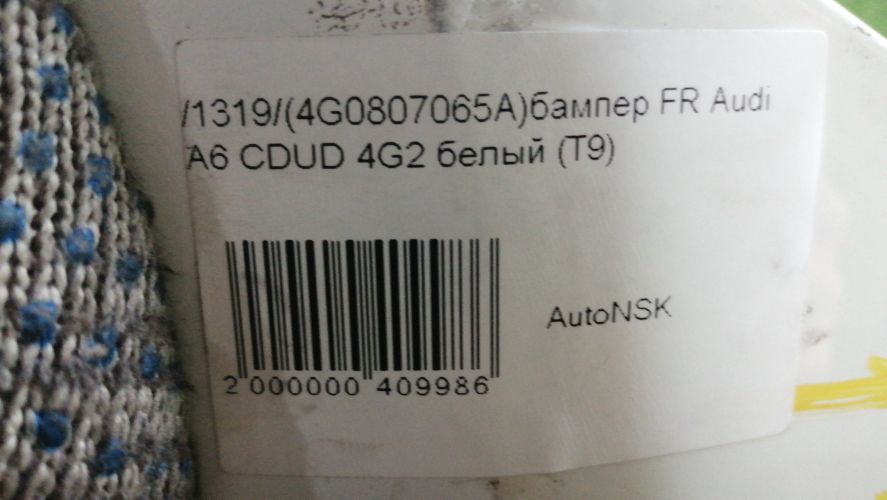 /1319/(4G0807065A)бампер FR Audi
A6 CDUD 4G2 белый (T9)
AutoNSK
2 000000 409986